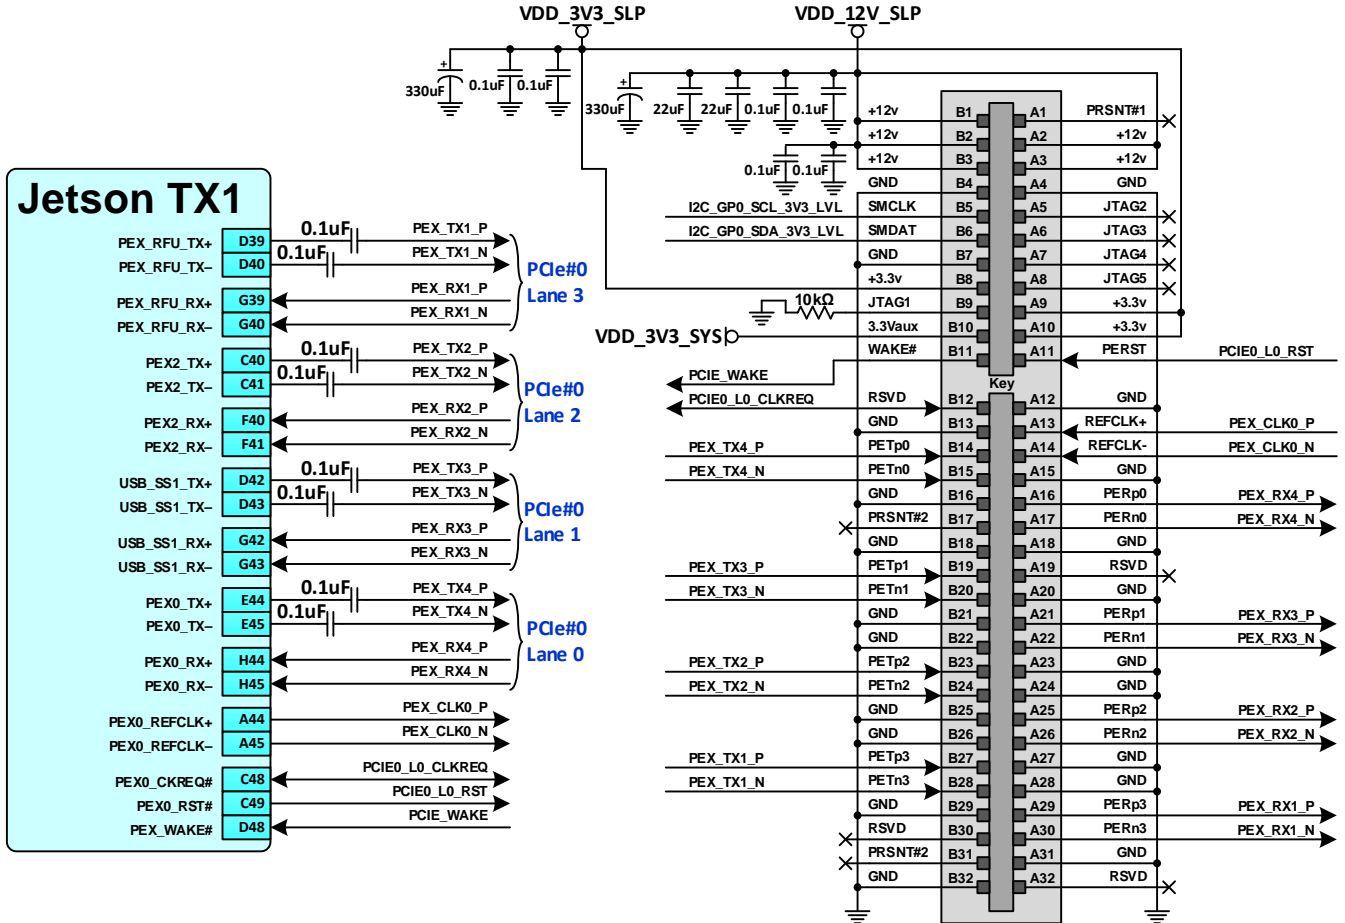 VDD_3V3_SLP
VDD_12V_SLP
330uF
0.1uF
0.1uF
330uF
22uF
22uF
0.1uF
0.1uF
0.1uF
0.1uF
Jetson TX1
PEX_RFU_TX+ D39 0.1uF PEX_TX1_P
PEX_RFU_TX– D40 0.1uF PEX_TX1_N
PEX_RFU_RX+ G39 PEX_RX1_P
PEX_RFU_RX– G40 PEX_RX1_N
PCIe#0
Lane 3
PEX2_TX+ C40 0.1uF PEX_TX2_P
PEX2_TX– C41 0.1uF PEX_TX2_N
PEX2_RX+ F40 PEX_RX2_P
PEX2_RX– F41 PEX_RX2_N
PCIe#0
Lane 2
USB_SS1_TX+ D42 0.1uF PEX_TX3_P
USB_SS1_TX– D43 0.1uF PEX_TX3_N
USB_SS1_RX+ G42 PEX_RX3_P
USB_SS1_RX– G43 PEX_RX3_N
PCIe#0
Lane 1
PEX0_TX+ E44 0.1uF PEX_TX4_P
PEX0_TX– E45 0.1uF PEX_TX4_N
PEX0_RX+ H44 PEX_RX4_P
PEX0_RX– H45 PEX_RX4_N
PCIe#0
Lane 0
PEX0_REFCLK+ A44 PEX_CLK0_P
PEX0_REFCLK– A45 PEX_CLK0_N
PEX0_CKREQ# C48 PCIE0_L0_CLKREQ
PEX0_RST# C49 PCIE0_L0_RST
PEX_WAKE# D48 PCIE_WAKE
+12v B1 A1 PRSNT#1
+12v B2 A2 +12v
+12v B3 A3 +12v
GND B4 A4 GND
I2C_GP0_SCL_3V3_LVL SMCLK B5 A5 JTAG2
I2C_GP0_SDA_3V3_LVL SMDAT B6 A6 JTAG3
GND B7 A7 JTAG4
+3.3v B8 A8 JTAG5
10kΩ JTAG1 B9 A9 +3.3v
VDD_3V3_SYS 3.3Vaux B10 A10 +3.3v
WAKE# B11 A11 PERST PCIE0_L0_RST
PCIE_WAKE
Key
PCIE0_L0_CLKREQ RSVD B12 A12 GND
GND B13 A13 REFCLK+ PEX_CLK0_P
PEX_TX4_P PETp0 B14 A14 REFCLK- PEX_CLK0_N
PEX_TX4_N PETn0 B15 A15 GND
GND B16 A16 PERp0 PEX_RX4_P
PRSNT#2 B17 A17 PERn0 PEX_RX4_N
GND B18 A18 GND
PEX_TX3_P PETp1 B19 A19 RSVD
PEX_TX3_N PETn1 B20 A20 GND
GND B21 A21 PERp1 PEX_RX3_P
GND B22 A22 PERn1 PEX_RX3_N
PEX_TX2_P PETp2 B23 A23 GND
PEX_TX2_N PETn2 B24 A24 GND
GND B25 A25 PERp2 PEX_RX2_P
GND B26 A26 PERn2 PEX_RX2_N
PEX_TX1_P PETp3 B27 A27 GND
PEX_TX1_N PETn3 B28 A28 GND
GND B29 A29 PERp3 PEX_RX1_P
RSVD B30 A30 PERn3 PEX_RX1_N
PRSNT#2 B31 A31 GND
GND B32 A32 RSVD